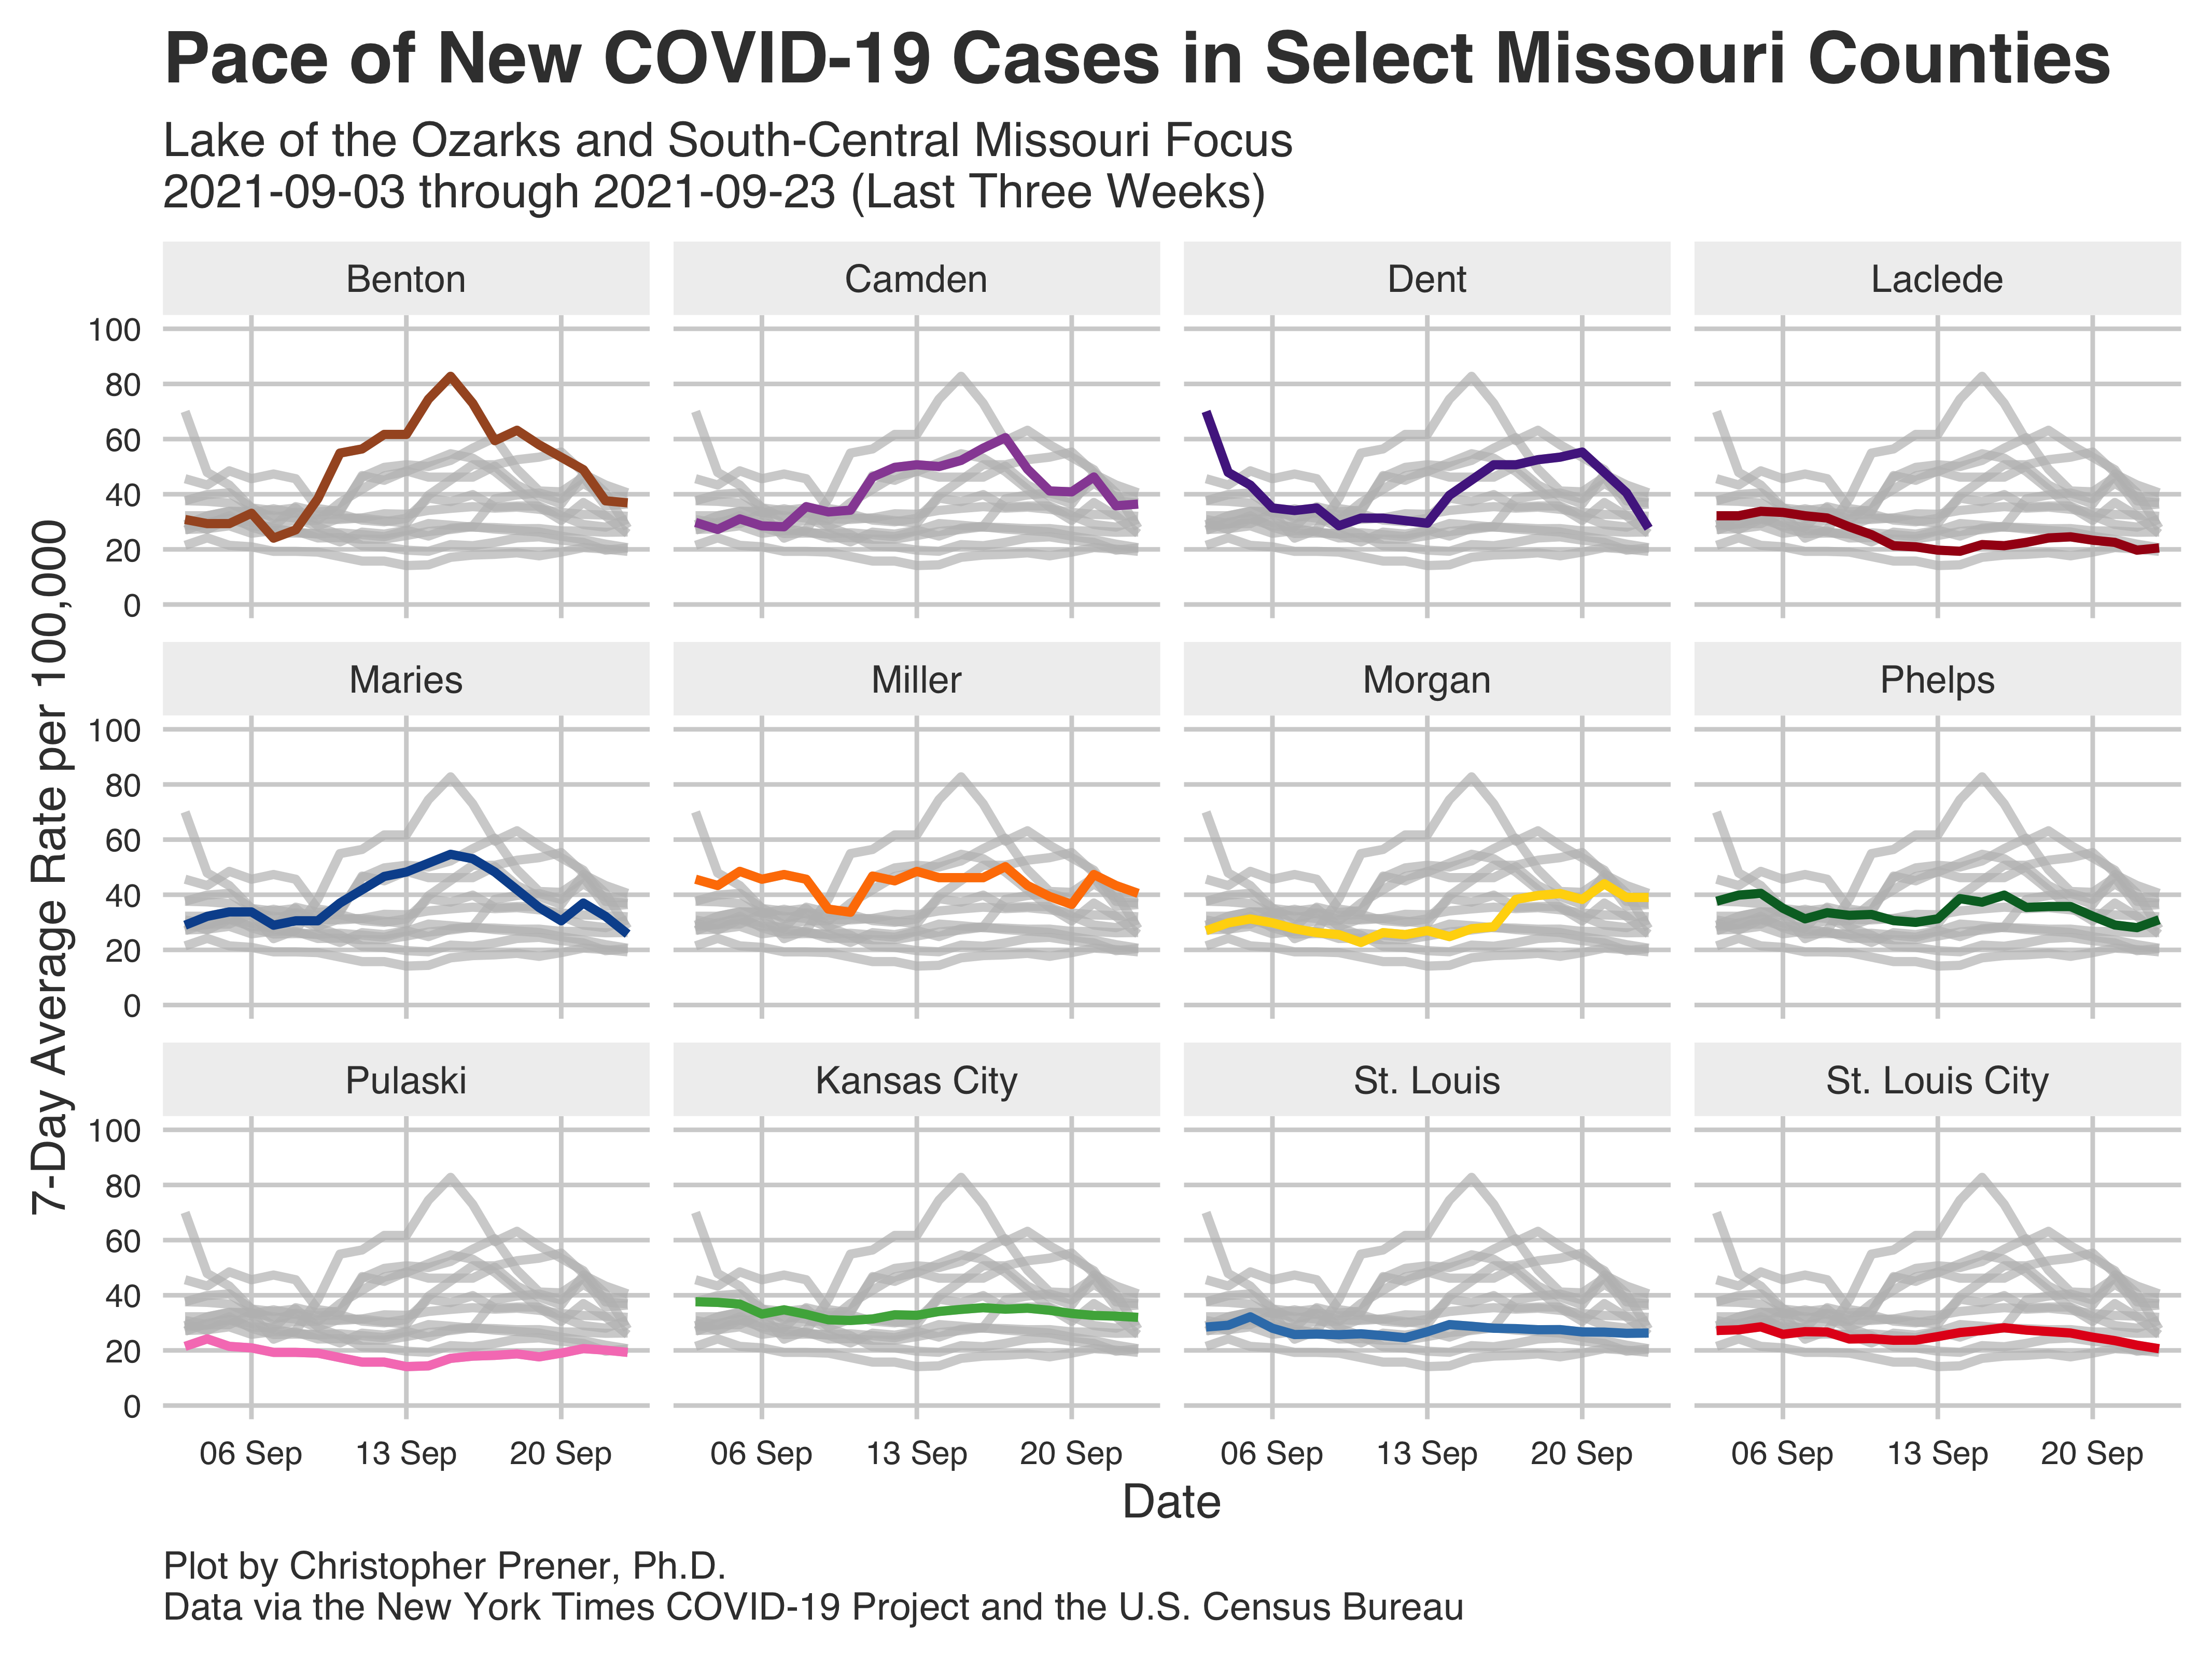 Pace of New COVID-19 Cases in Select Missouri Counties
Lake of the Ozarks and South-Central Missouri Focus
2021-09-03 through 2021-09-23 (Last Three Weeks)
7-Day Average Rate per 100,000
Benton
Camden
Dent
Laclede
100
80
60
40
20
0
Maries
Miller
Morgan
Phelps
100
80
60
40
20
0
Pulaski
Kansas City
St. Louis
St. Louis City
100
80
60
40
20
0
06 Sep 13 Sep 20 Sep
06 Sep 13 Sep 20 Sep
06 Sep 13 Sep 20 Sep
06 Sep 13 Sep 20 Sep
Date
Plot by Christopher Prener, Ph.D.
Data via the New York Times COVID-19 Project and the U.S. Census Bureau